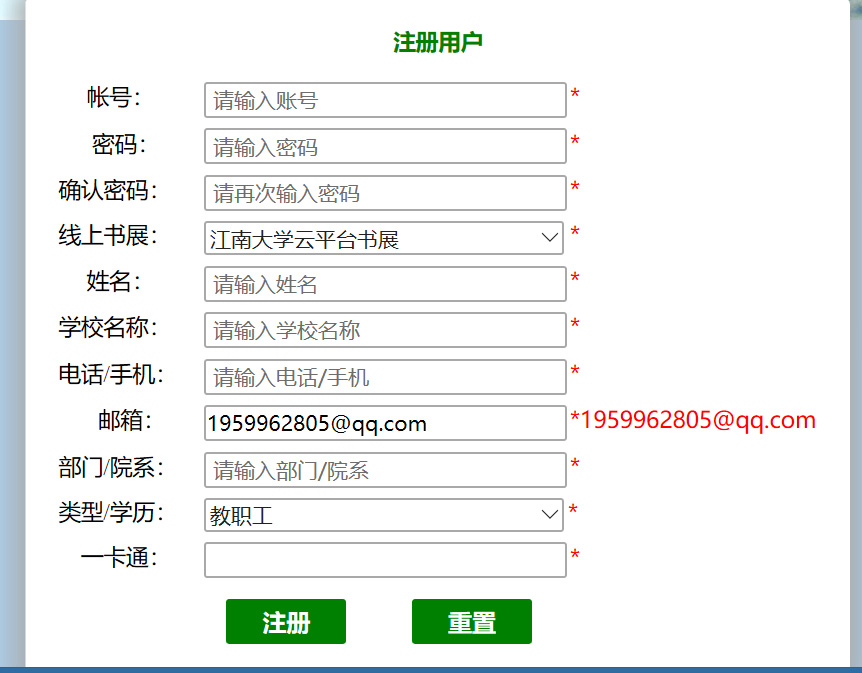 注册用户
帐号： 请输入账号 *
密码： 请输入密码 *
确认密码： 请再次输入密码 *
线上书展： 江南大学云平台书展 *
姓名： 请输入姓名 *
学校名称： 请输入学校名称 *
电话/手机： 请输入电话/手机 *
邮箱： 1959962805@qq.com *1959962805@qq.com
部门/院系： 请输入部门/院系 *
类型/学历： 教职工 *
一卡通： *
注册 重置